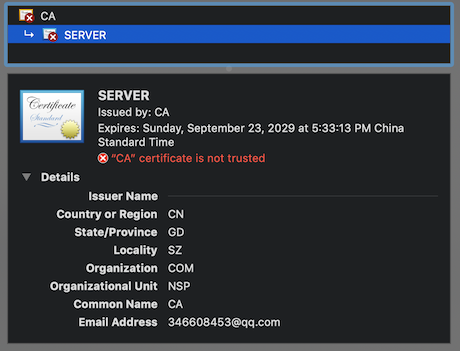 CA
SERVER
Certificate
Standard
SERVER
Issued by: CA
Expires: Sunday, September 23, 2029 at 5:33:13 PM China
Standard Time
"CA" certificate is not trusted
Details
Issuer Name
Country or Region CN
State/Province GD
Locality SZ
Organization COM
Organizational Unit NSP
Common Name CA
Email Address 346608453@qq.com